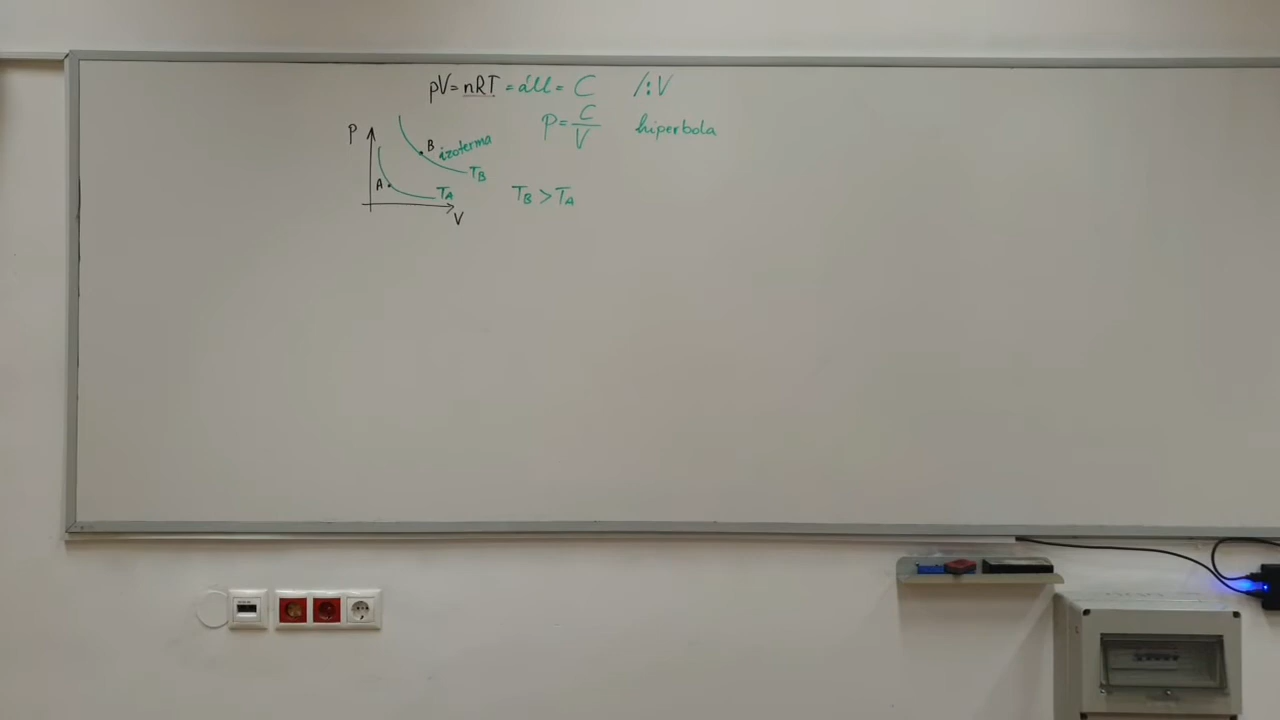 pV = nRT = áll = C /:V
P = C/V hiperbola
P
B izoterma
T_B
A
T_A
V
T_B > T_A